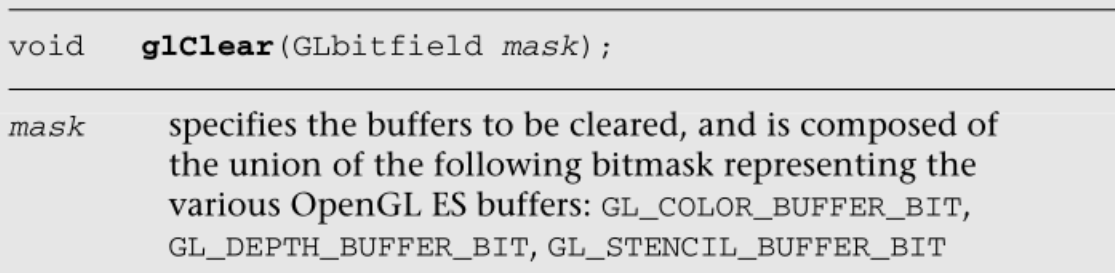 void glClear(GLbitfield mask);
mask specifies the buffers to be cleared, and is composed of
the union of the following bitmask representing the
various OpenGL ES buffers: GL_COLOR_BUFFER_BIT,
GL_DEPTH_BUFFER_BIT, GL_STENCIL_BUFFER_BIT